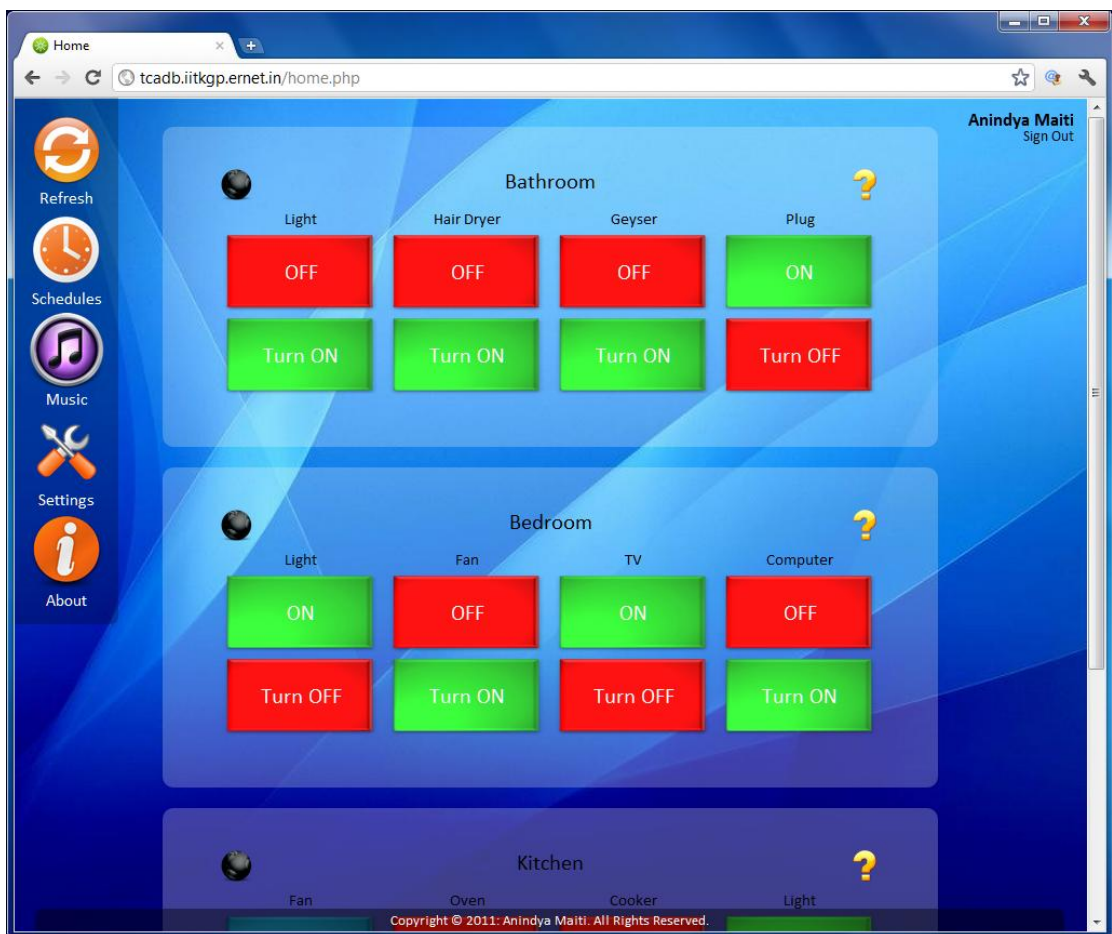 Home
tcadb.iitkgp.ernet.in/home.php
Anindya Maiti
Sign Out
Refresh
Schedules
Music
Settings
About
Bathroom
Light Hair Dryer Geyser Plug
OFF OFF OFF ON
Turn ON Turn ON Turn ON Turn OFF
Bedroom
Light Fan TV Computer
ON OFF ON OFF
Turn OFF Turn ON Turn OFF Turn ON
Kitchen
Fan Oven Cooker Light
Copyright © 2011: Anindya Maiti. All Rights Reserved.